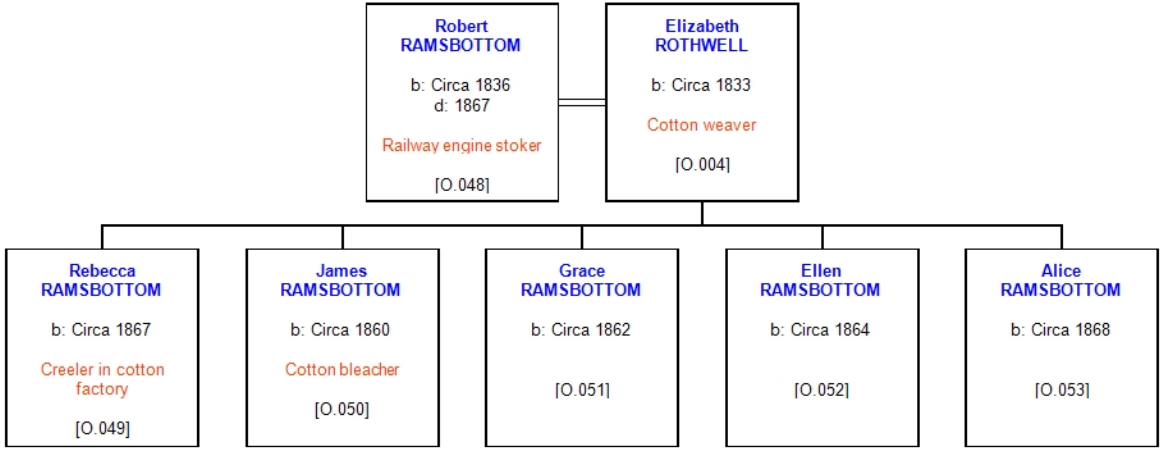 Robert
RAMSBOTTOM
b: Circa 1836
d: 1867
Railway engine stoker
[O.048]
Elizabeth
ROTHWELL
b: Circa 1833
Cotton weaver
[O.004]
Rebecca
RAMSBOTTOM
b: Circa 1867
Creeler in cotton
factory
[O.049]
James
RAMSBOTTOM
b: Circa 1860
Cotton bleacher
[O.050]
Grace
RAMSBOTTOM
b: Circa 1862
[O.051]
Ellen
RAMSBOTTOM
b: Circa 1864
[O.052]
Alice
RAMSBOTTOM
b: Circa 1868
[O.053]